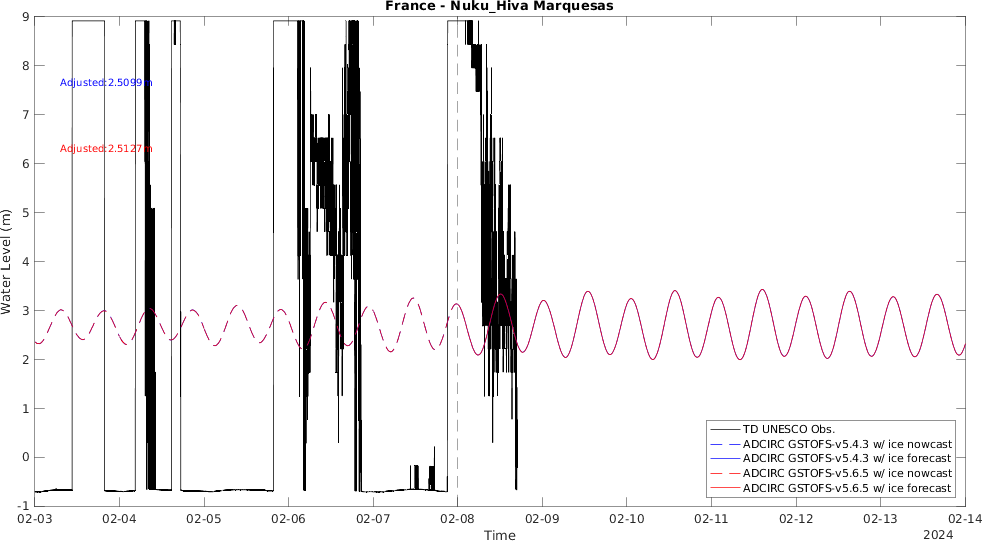 France - Nuku_Hiva Marquesas
9
8
Adjusted:2.5099m
7
Adjusted:2.5127m
6
5
4
Water Level (m)
3
2
1
0
-1
TD UNESCO Obs.
ADCIRC GSTOFS-v5.4.3 w/ ice nowcast
ADCIRC GSTOFS-v5.4.3 w/ ice forecast
ADCIRC GSTOFS-v5.6.5 w/ ice nowcast
ADCIRC GSTOFS-v5.6.5 w/ ice forecast
02-03 02-04 02-05 02-06 02-07 02-08 02-09 02-10 02-11 02-12 02-13 02-14
Time
2024